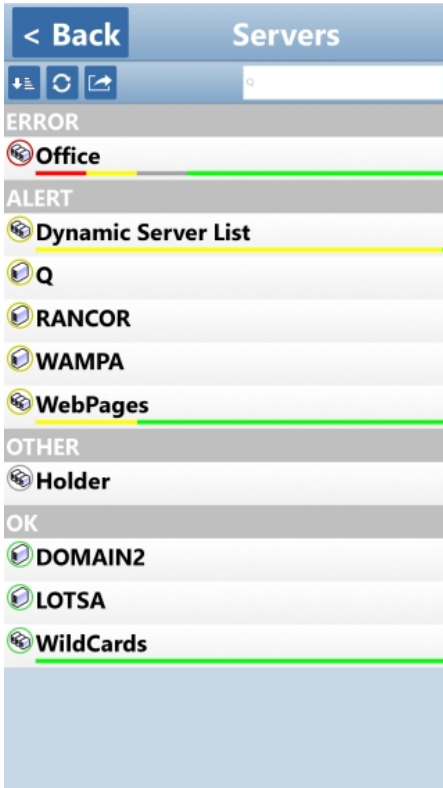 < Back Servers
ERROR
Office
ALERT
Dynamic Server List
Q
RANCOR
WAMPA
WebPages
OTHER
Holder
OK
DOMAIN2
LOTSA
WildCards